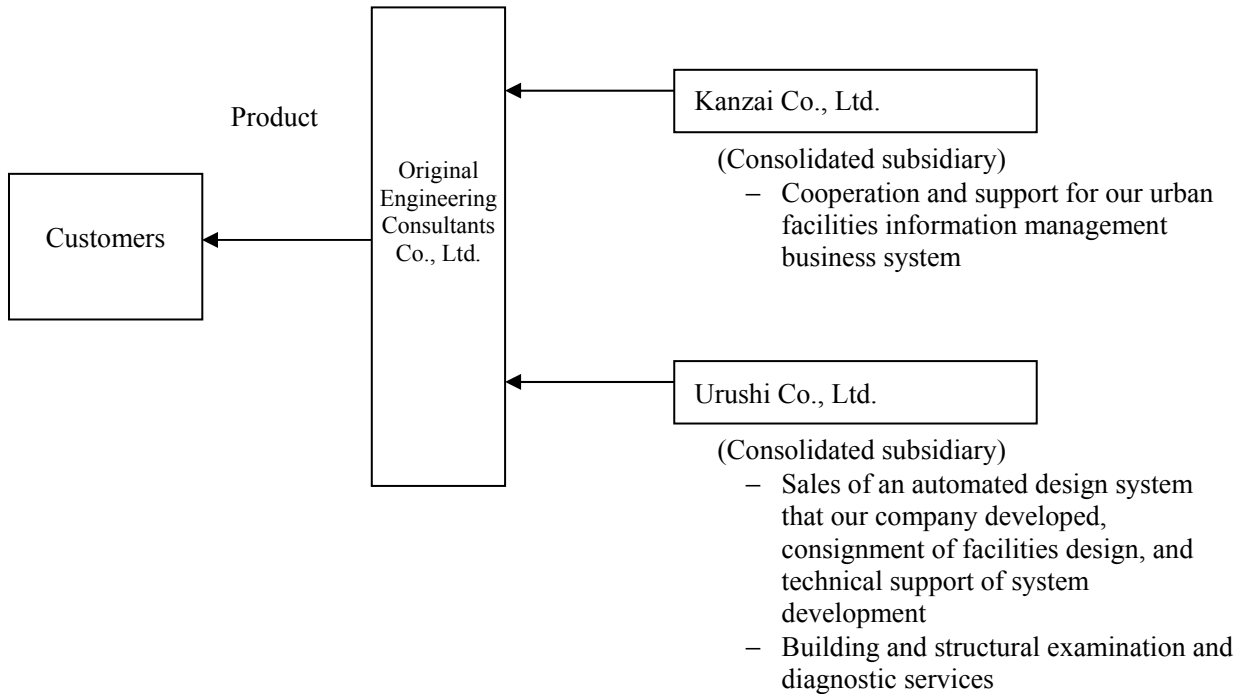 Product
Customers
Original
Engineering
Consultants
Co., Ltd.
Kanzai Co., Ltd.
(Consolidated subsidiary)
– Cooperation and support for our urban
facilities information management
business system
Urushi Co., Ltd.
(Consolidated subsidiary)
– Sales of an automated design system
that our company developed,
consignment of facilities design, and
technical support of system
development
– Building and structural examination and
diagnostic services